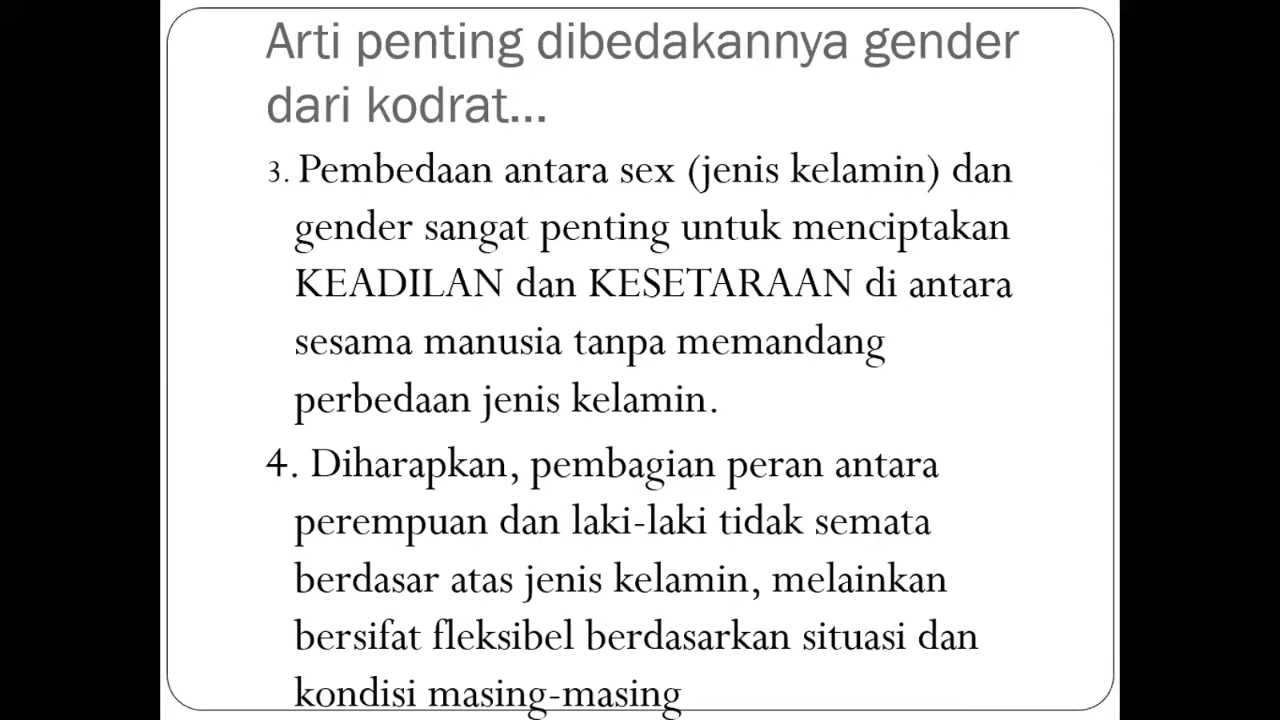 Arti penting dibedakannya gender
dari kodrat...
3. Pembedaan antara sex (jenis kelamin) dan
gender sangat penting untuk menciptakan
KEADILAN dan KESETARAAN di antara
sesama manusia tanpa memandang
perbedaan jenis kelamin.
4. Diharapkan, pembagian peran antara
perempuan dan laki-laki tidak semata
berdasar atas jenis kelamin, melainkan
bersifat fleksibel berdasarkan situasi dan
kondisi masing-masing